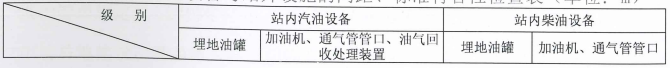 级 别
站内汽油设备
站内柴油设备
埋地油罐
加油机、通气管管口、油气回
收处理装置
埋地油罐
加油机、通气管管口